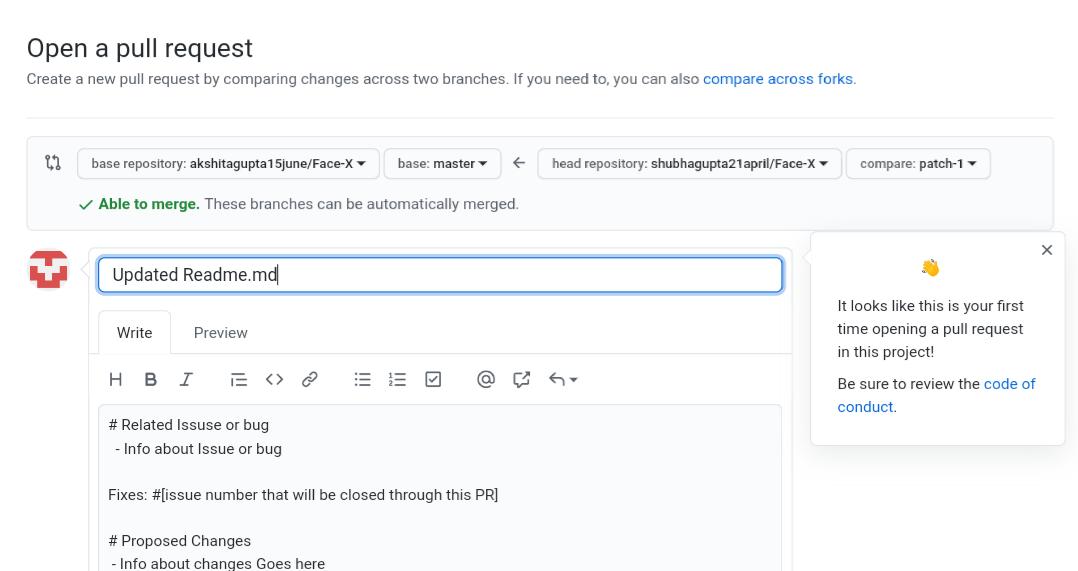 Open a pull request
Create a new pull request by comparing changes across two branches. If you need to, you can also compare across forks.
base repository: akshitagupta15june/Face-X base: master ← head repository: shubhagupta21april/Face-X compare: patch-1
Able to merge. These branches can be automatically merged.
Updated Readme.md
Write Preview
# Related Issuse or bug
- Info about Issue or bug
Fixes: #[issue number that will be closed through this PR]
# Proposed Changes
- Info about changes Goes here
It looks like this is your first
time opening a pull request
in this project!
Be sure to review the code of
conduct.